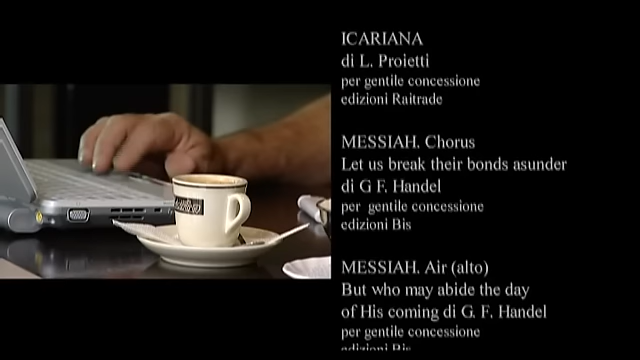 ICARIANA
di L. Proietti
per gentile concessione
edizioni Raitrade
MESSIAH. Chorus
Let us break their bonds asunder
di G F. Handel
per gentile concessione
edizioni Bis
MESSIAH. Air (alto)
But who may abide the day
of His coming di G. F. Handel
per gentile concessione
edizioni Bis